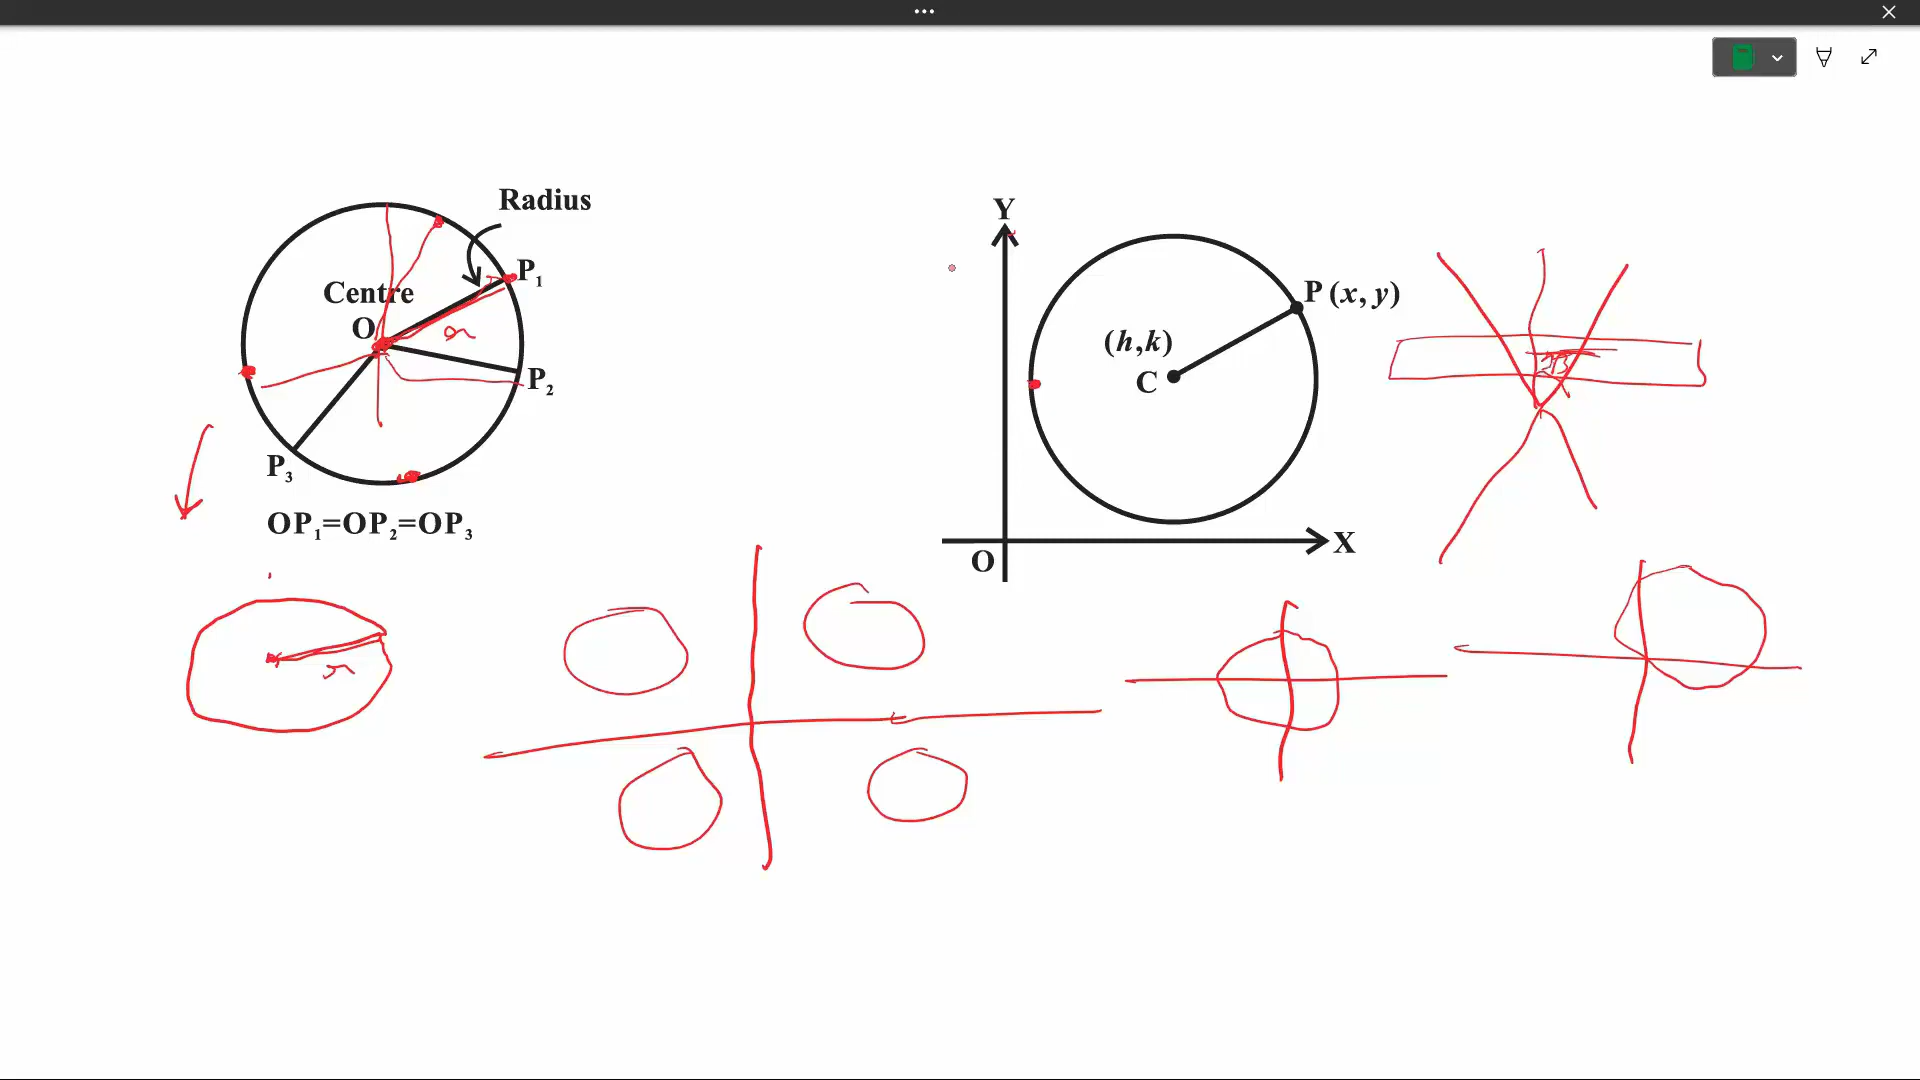 Radius
P₁
Centre
O
r
P₂
P₃
OP₁=OP₂=OP₃
r
Y
P (x, y)
(h,k)
C
O
X